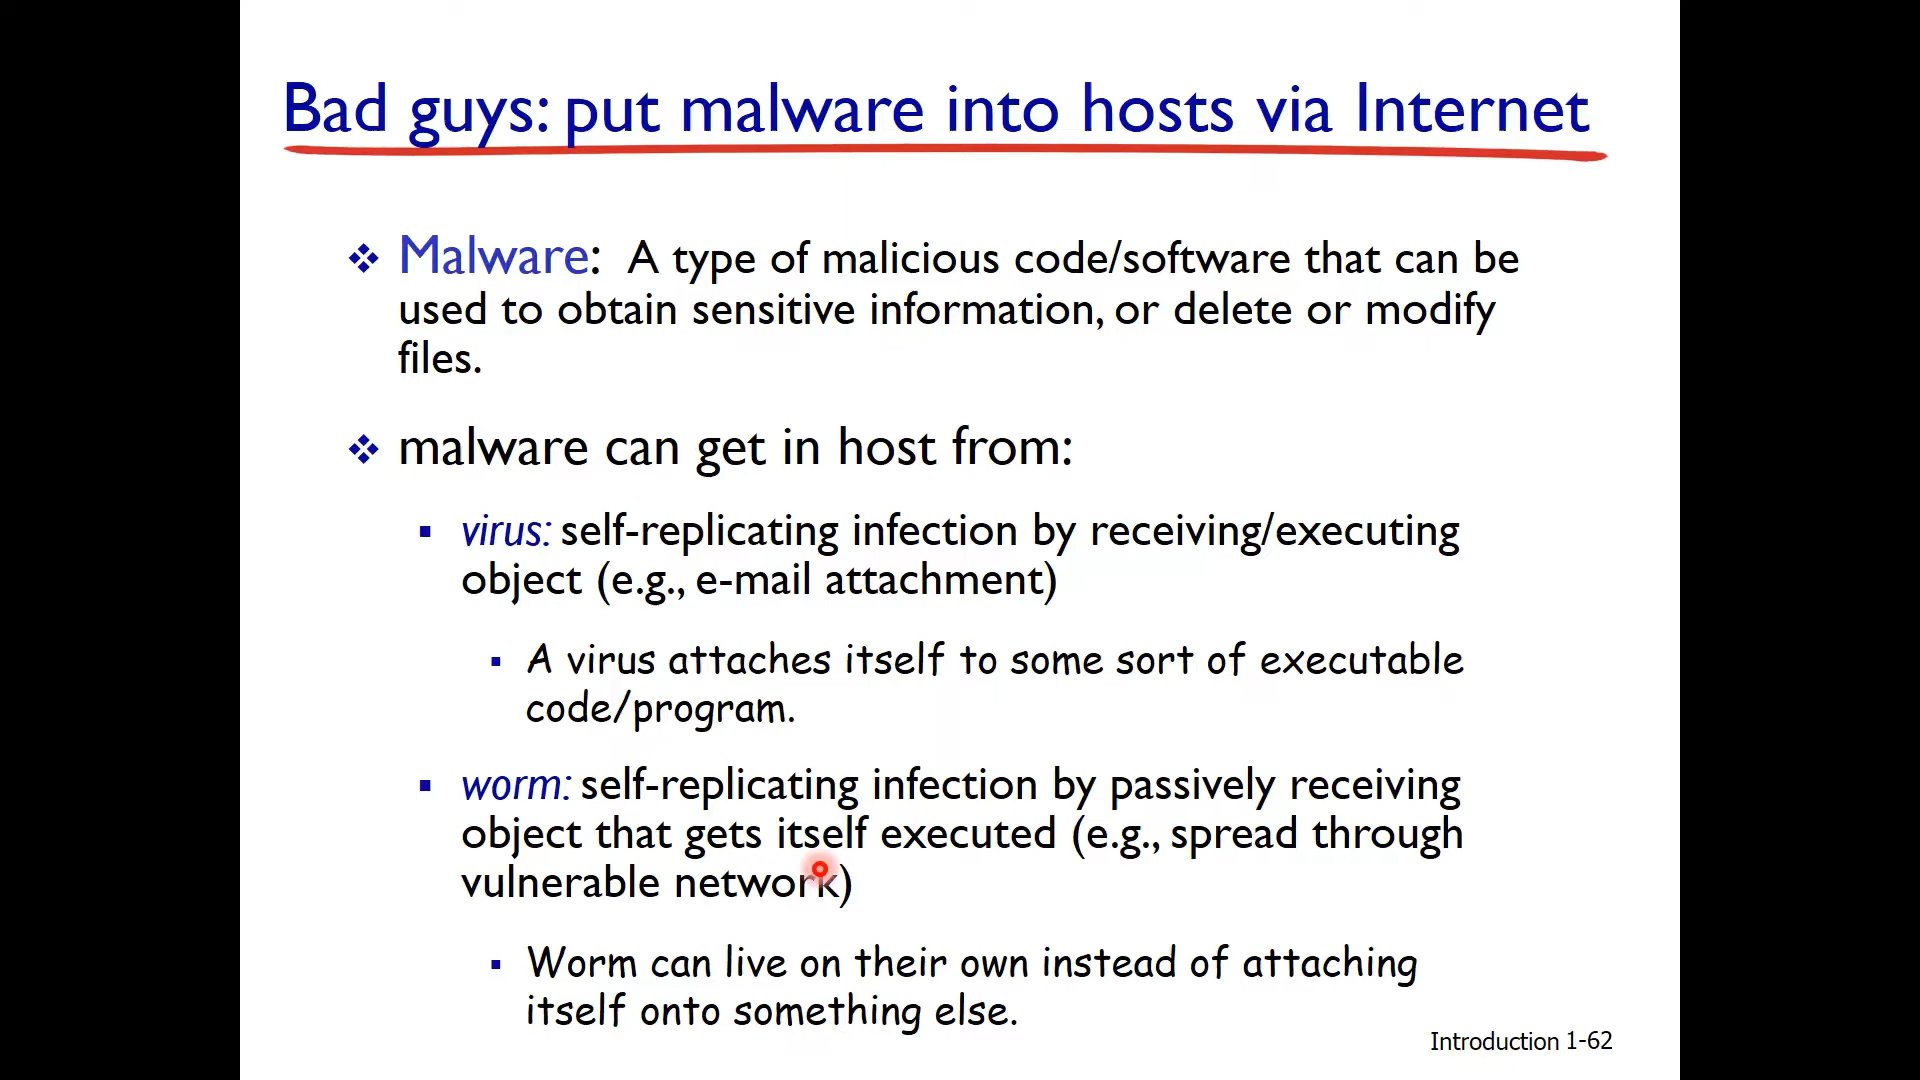 Bad guys: put malware into hosts via Internet
Malware: A type of malicious code/software that can be
used to obtain sensitive information, or delete or modify
files.
malware can get in host from:
virus: self-replicating infection by receiving/executing
object (e.g., e-mail attachment)
A virus attaches itself to some sort of executable
code/program.
worm: self-replicating infection by passively receiving
object that gets itself executed (e.g., spread through
vulnerable network)
Worm can live on their own instead of attaching
itself onto something else.
Introduction 1-62